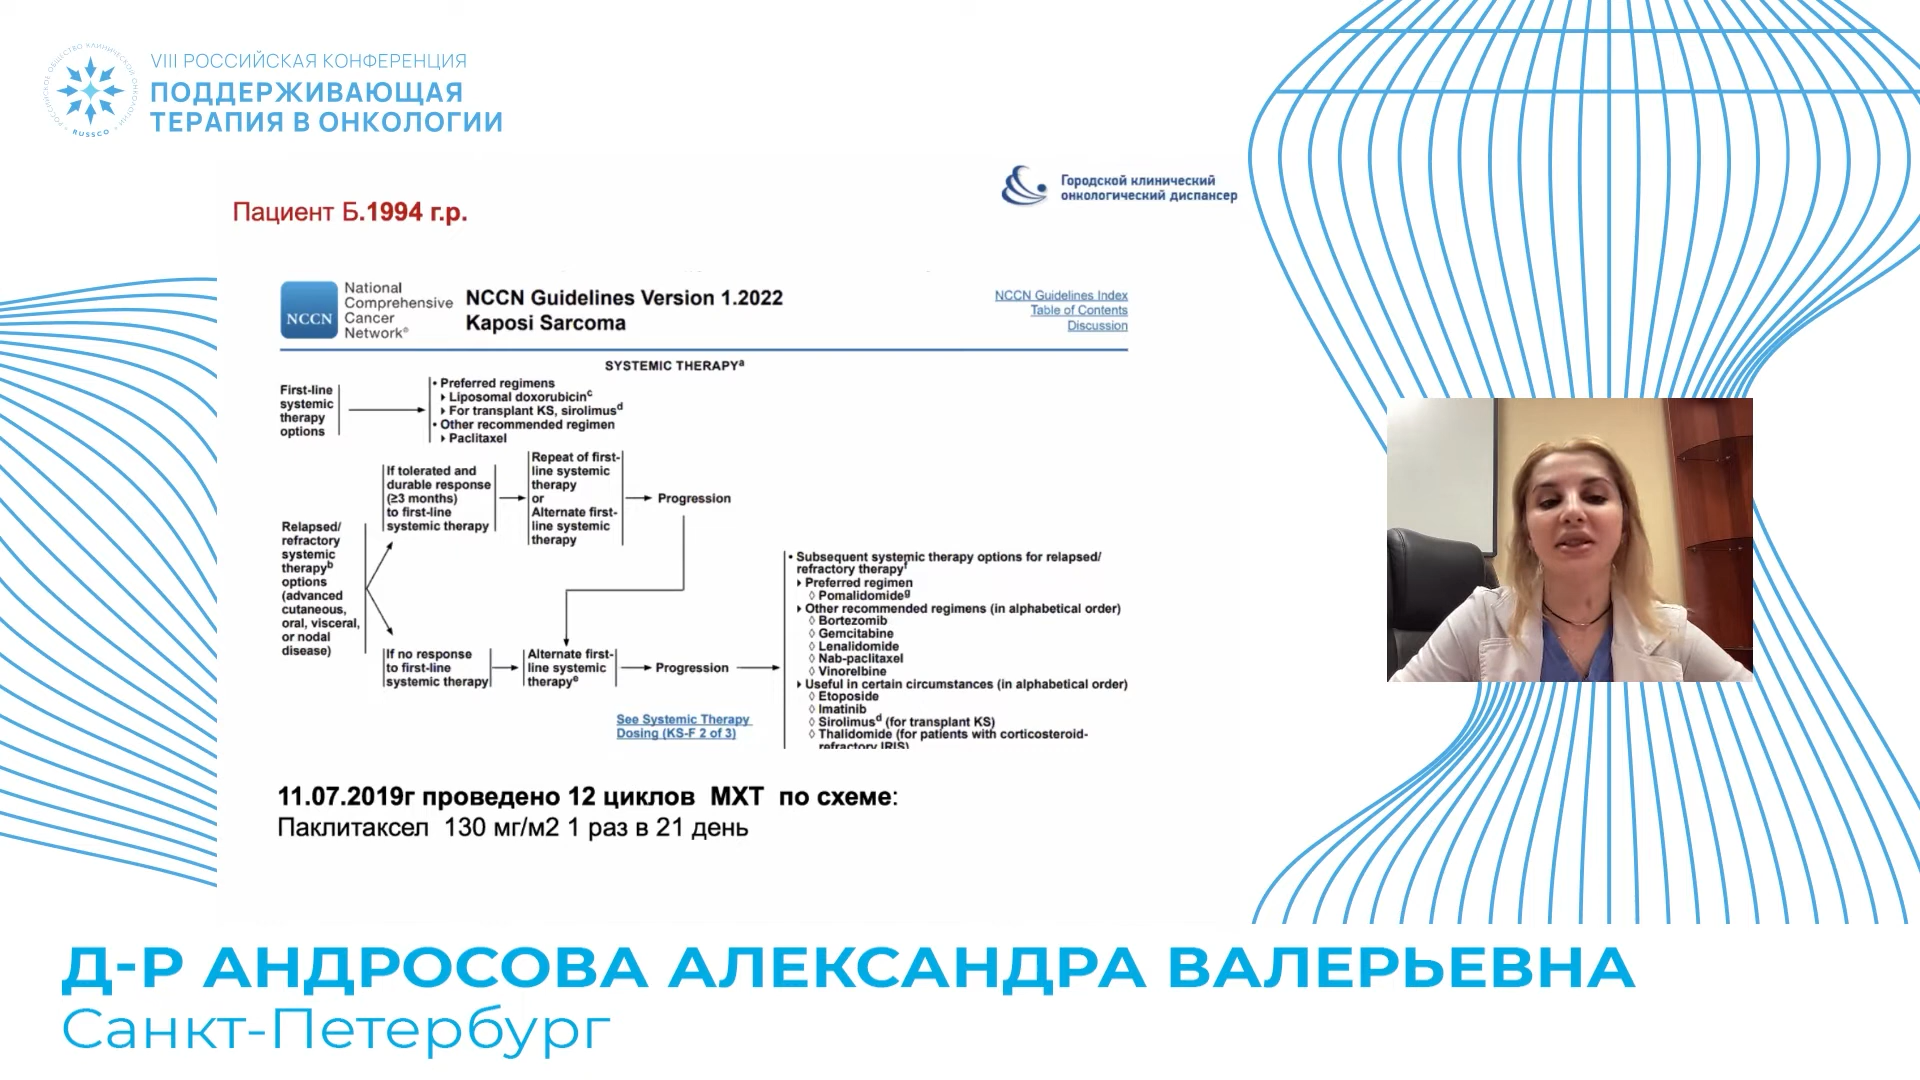 VIII РОССИЙСКАЯ КОНФЕРЕНЦИЯ
ПОДДЕРЖИВАЮЩАЯ
ТЕРАПИЯ В ОНКОЛОГИИ
РОССИЙСКОЕ ОБЩЕСТВО КЛИНИЧЕСКОЙ ОНКОЛОГИИ
RUSSCO
Городской клинический
онкологический диспансер
Пациент Б.1994 г.р.
NCCN
National
Comprehensive
Cancer
Network®
NCCN Guidelines Version 1.2022
Kaposi Sarcoma
NCCN Guidelines Index
Table of Contents
Discussion
SYSTEMIC THERAPYa
First-line
systemic
therapy
options
• Preferred regimens
Liposomal doxorubicinc
For transplant KS, sirolimusd
• Other recommended regimen
Paclitaxel
Relapsed/
refractory
systemic
therapyb
options
(advanced
cutaneous,
oral, visceral,
or nodal
disease)
If tolerated and
durable response
(≥3 months)
to first-line
systemic therapy
Repeat of first-
line systemic
therapy
or
Alternate first-
line systemic
therapy
Progression
If no response
to first-line
systemic therapy
Alternate first-
line systemic
therapye
Progression
• Subsequent systemic therapy options for relapsed/
refractory therapyf
Preferred regimen
◊ Pomalidomideg
Other recommended regimens (in alphabetical order)
◊ Bortezomib
◊ Gemcitabine
◊ Lenalidomide
◊ Nab-paclitaxel
◊ Vinorelbine
Useful in certain circumstances (in alphabetical order)
◊ Etoposide
◊ Imatinib
◊ Sirolimusd (for transplant KS)
◊ Thalidomide (for patients with corticosteroid-
refractory IRIS)
See Systemic Therapy
Dosing (KS-F 2 of 3)
11.07.2019г проведено 12 циклов МХТ по схеме:
Паклитаксел 130 мг/м2 1 раз в 21 день
Д-Р АНДРОСОВА АЛЕКСАНДРА ВАЛЕРЬЕВНА
Санкт-Петербург